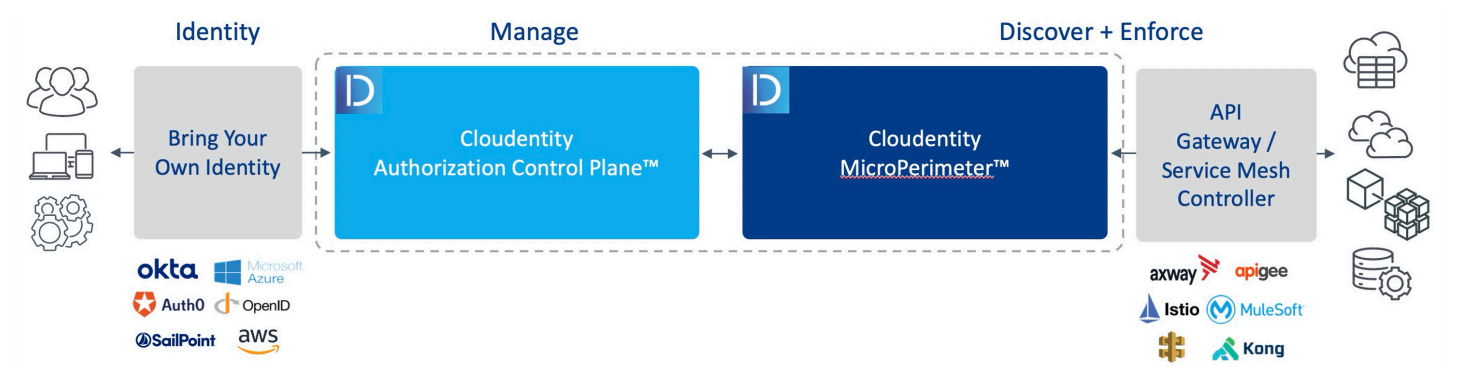 Identity
Manage
Discover + Enforce
Bring Your
Own Identity
Cloudentity
Authorization Control Plane™
Cloudentity
MicroPerimeter™
API
Gateway /
Service Mesh
Controller
okta
Microsoft
Azure
Auth0
OpenID
SailPoint
aws
axway
apigee
Istio
MuleSoft
Kong